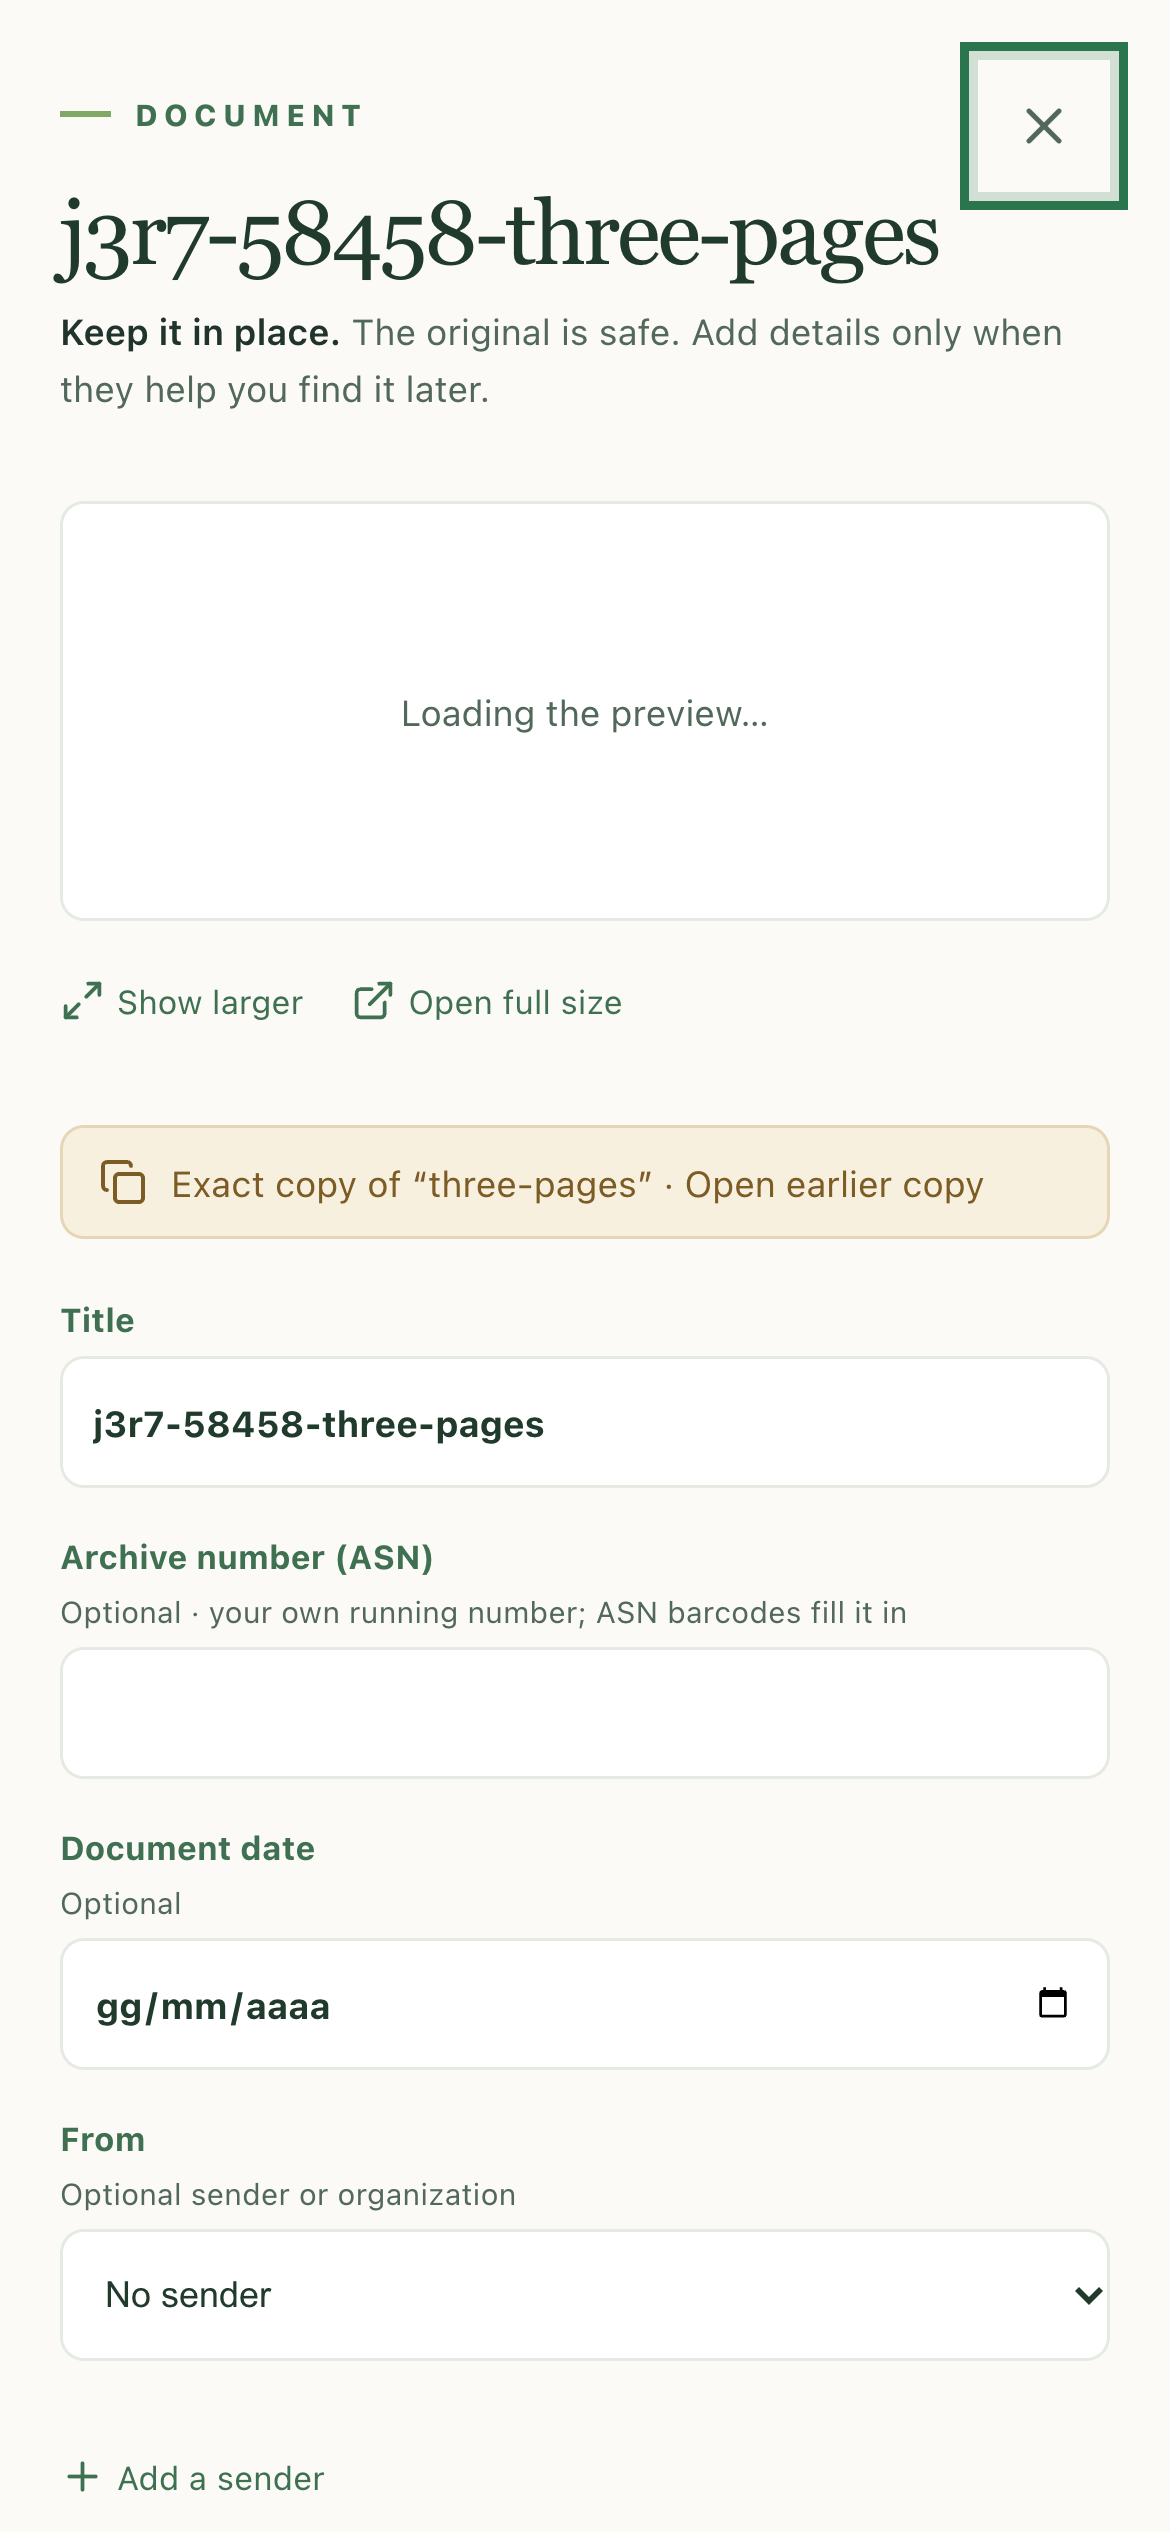 DOCUMENT
j3r7-58458-three-pages
Keep it in place. The original is safe. Add details only when
they help you find it later.
Loading the preview…
Show larger
Open full size
Exact copy of “three-pages” · Open earlier copy
Title
j3r7-58458-three-pages
Archive number (ASN)
Optional · your own running number; ASN barcodes fill it in
Document date
Optional
gg/mm/aaaa
From
Optional sender or organization
No sender
Add a sender